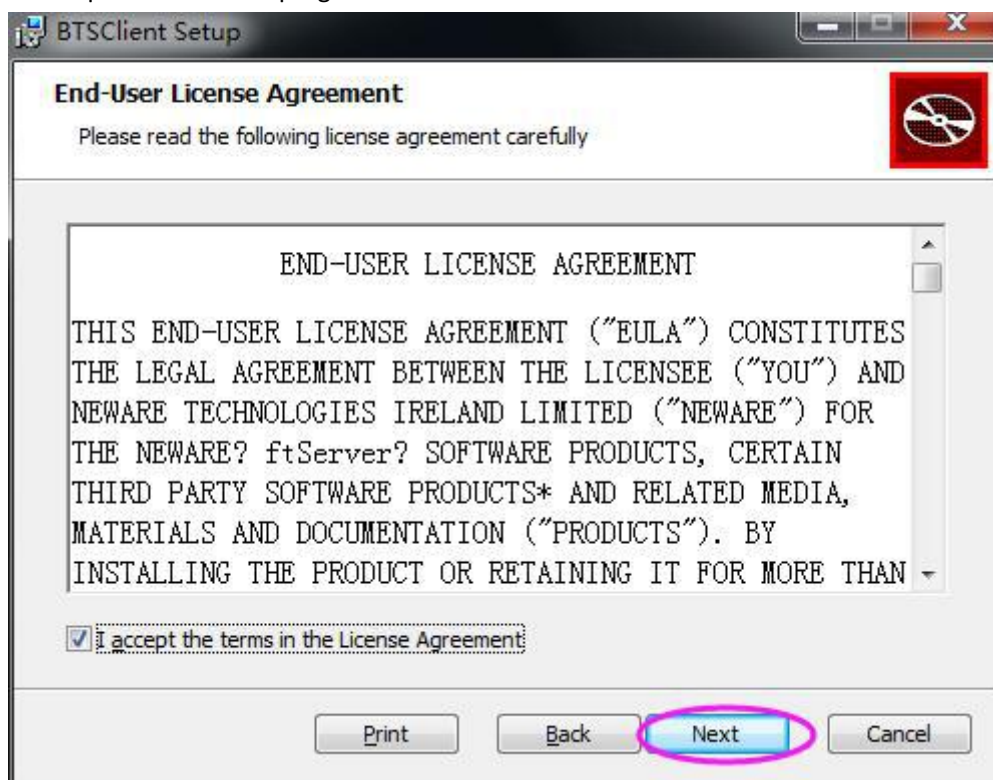 BTSClient Setup
End-User License Agreement
Please read the following license agreement carefully
END-USER LICENSE AGREEMENT
THIS END-USER LICENSE AGREEMENT ("EULA") CONSTITUTES
THE LEGAL AGREEMENT BETWEEN THE LICENSEE ("YOU") AND
NEWARE TECHNOLOGIES IRELAND LIMITED ("NEWARE") FOR
THE NEWARE? ftServer? SOFTWARE PRODUCTS, CERTAIN
THIRD PARTY SOFTWARE PRODUCTS* AND RELATED MEDIA,
MATERIALS AND DOCUMENTATION ("PRODUCTS"). BY
INSTALLING THE PRODUCT OR RETAINING IT FOR MORE THAN
I accept the terms in the License Agreement
Print Back Next Cancel